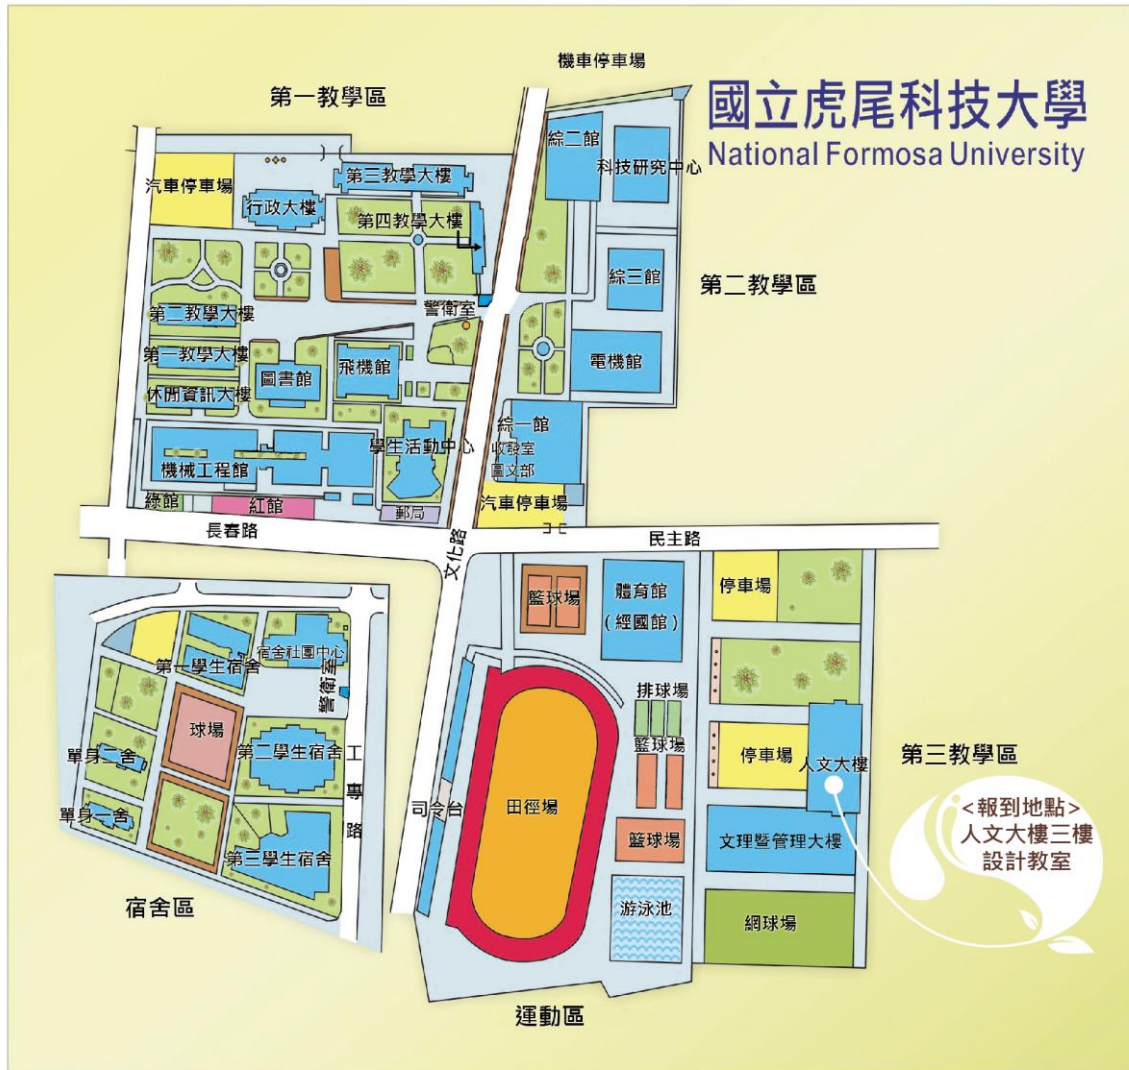 機車停車場
國立虎尾科技大學
National Formosa University
第一教學區
綜二館
科技研究中心
汽車停車場
第三教學大樓
行政大樓
第四教學大樓
綜三館
第二教學區
警衛室
第二教學大樓
第一教學大樓
圖書館
飛機館
電機館
休閒資訊大樓
綜一館
收發室
圖文部
學生活動中心
機械工程館
汽車停車場
綠館
紅館
郵局
長春路
文化路
民主路
籃球場
體育館
(經國館)
停車場
第一學生宿舍
宿舍社團中心
警衛室
排球場
球場
第二學生宿舍
籃球場
停車場
人文大樓
第三教學區
單身二舍
工專路
<報到地點>
人文大樓三樓
設計教室
單身一舍
司令台
田徑場
籃球場
文理暨管理大樓
第三學生宿舍
宿舍區
游泳池
網球場
運動區